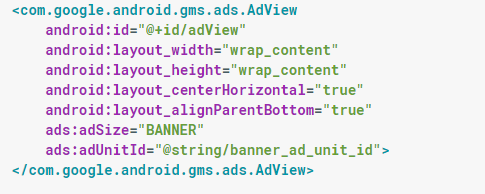 <com.google.android.gms.ads.AdView
    android:id="@+id/adView"
    android:layout_width="wrap_content"
    android:layout_height="wrap_content"
    android:layout_centerHorizontal="true"
    android:layout_alignParentBottom="true"
    ads:adSize="BANNER"
    ads:adUnitId="@string/banner_ad_unit_id">
</com.google.android.gms.ads.AdView>